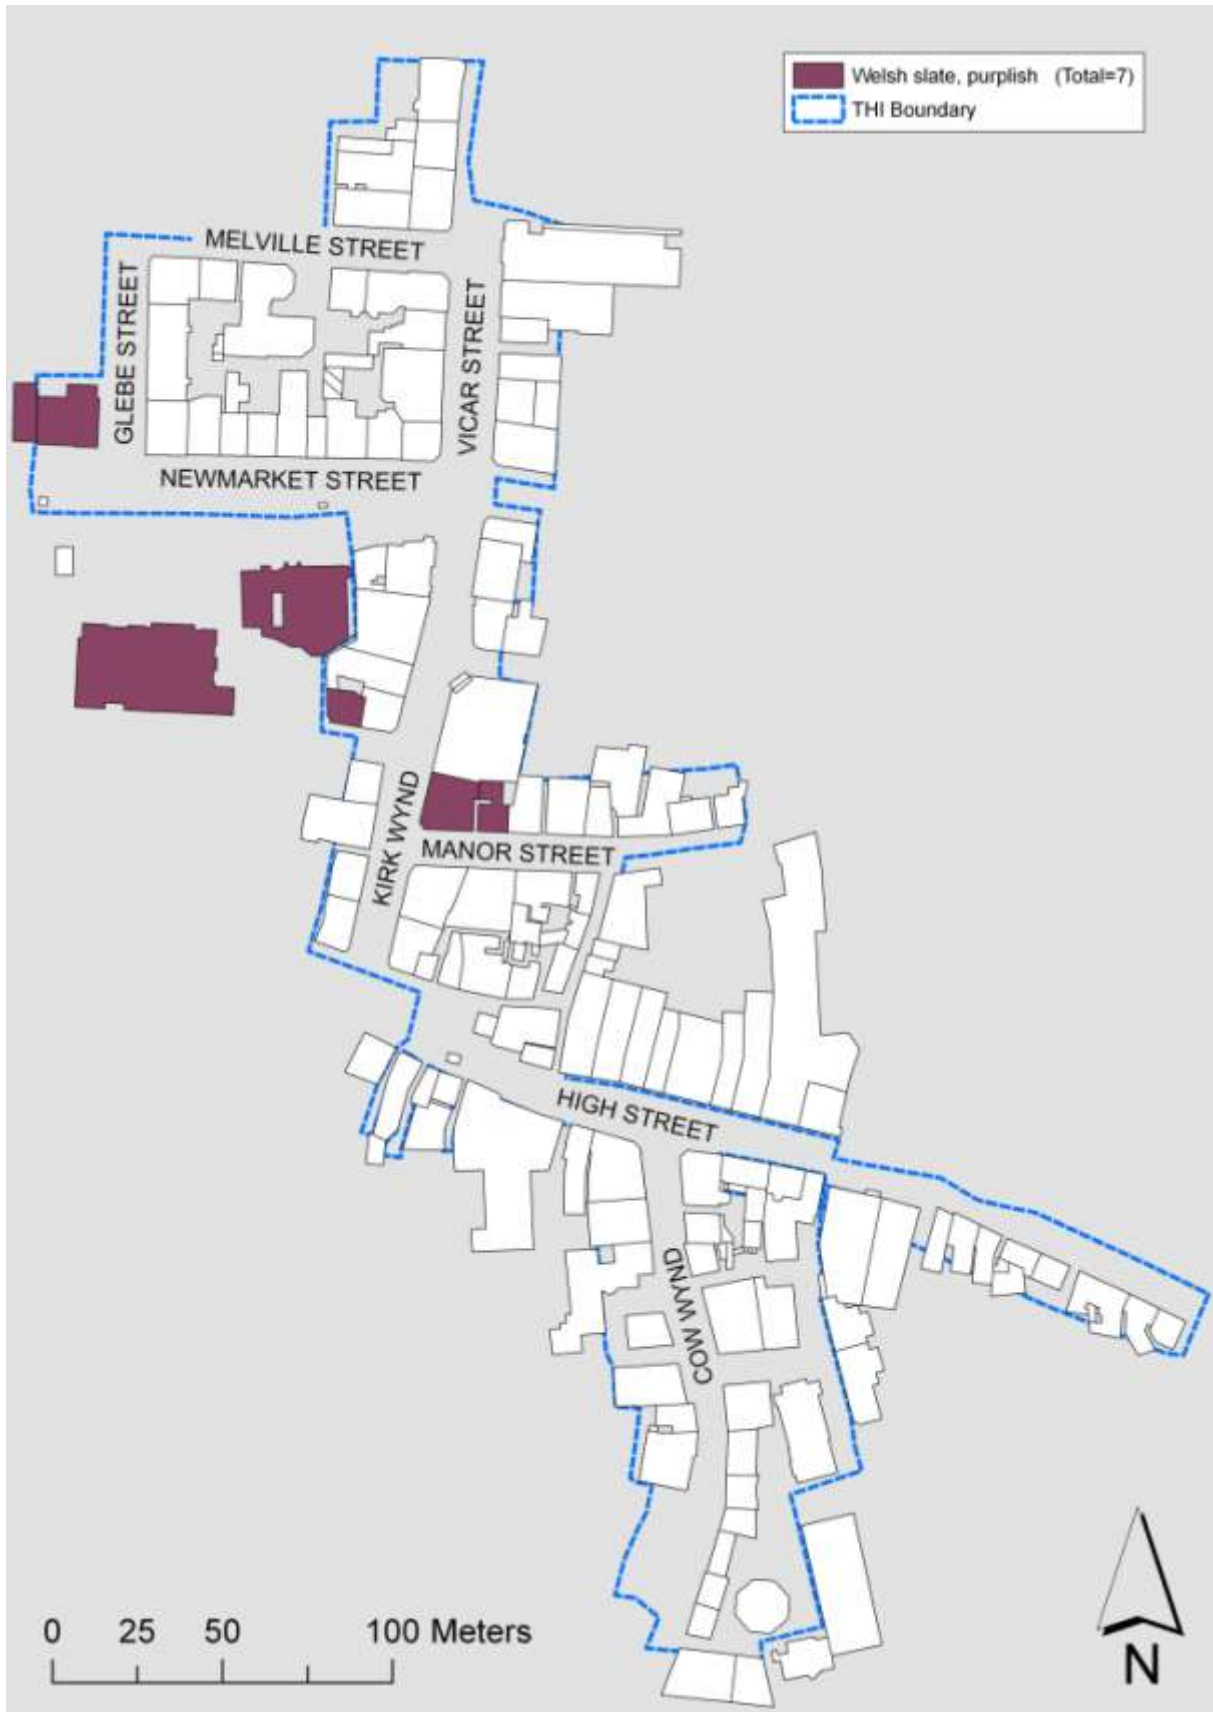 Welsh slate, purplish (Total=7)
THI Boundary
MELVILLE STREET
GLEBE STREET
VICAR STREET
NEWMARKET STREET
KIRK WYND
MANOR STREET
HIGH STREET
COW WYND
0 25 50 100 Meters
N